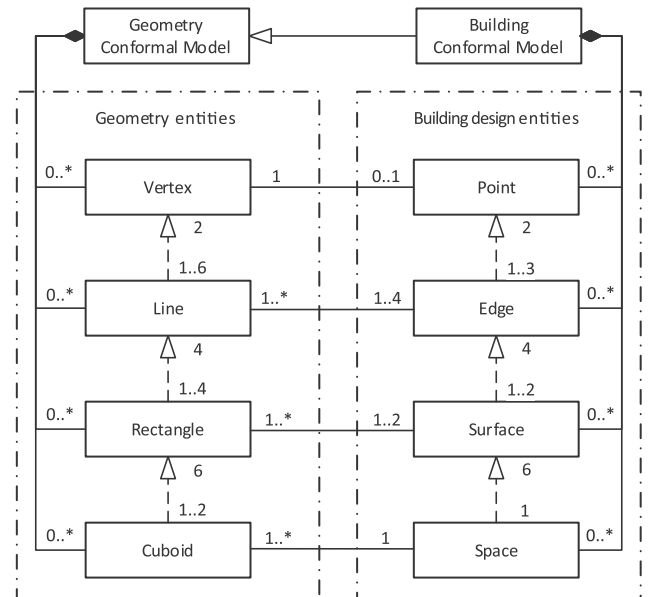 Geometry
Conformal Model
Building
Conformal Model
Geometry entities
Building design entities
0..*
Vertex
1
0..1
Point
0..*
2
2
1..6
1..3
0..*
Line
1..*
1..4
Edge
0..*
4
4
1..4
1..2
0..*
Rectangle
1..*
1..2
Surface
0..*
6
6
1..2
1
0..*
Cuboid
1..*
1
Space
0..*